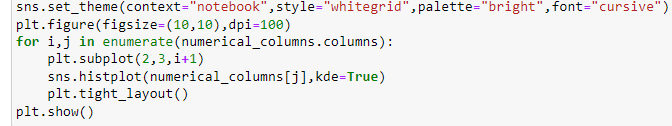 sns.set_theme(context="notebook",style="whitegrid",palette="bright",font="cursive")
plt.figure(figsize=(10,10),dpi=100)
for i,j in enumerate(numerical_columns.columns):
    plt.subplot(2,3,i+1)
    sns.histplot(numerical_columns[j],kde=True)
    plt.tight_layout()
plt.show()